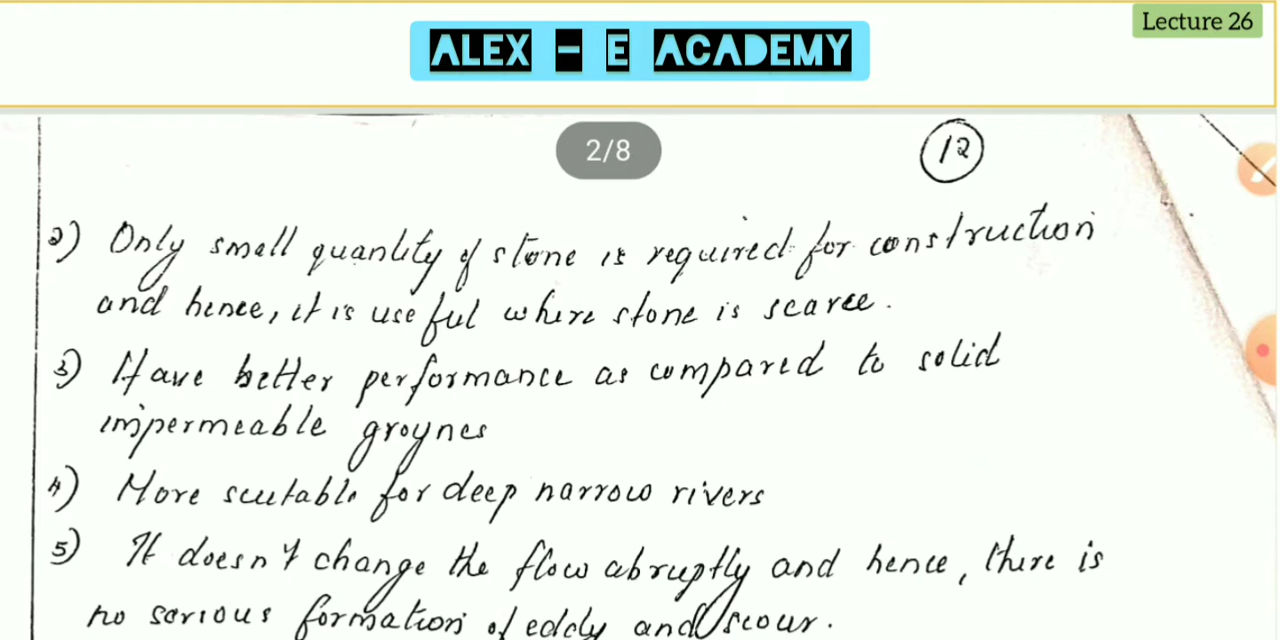 Lecture 26
ALEX - E ACADEMY
2/8
12
2) Only small quantity of stone is required for construction
and hence, it is useful where stone is scarce.
3) Have better performance as compared to solid
impermeable groynes
4) More suitable for deep narrow rivers
5) It doesn't change the flow abruptly and hence, there is
no serious formation of eddy and scour.